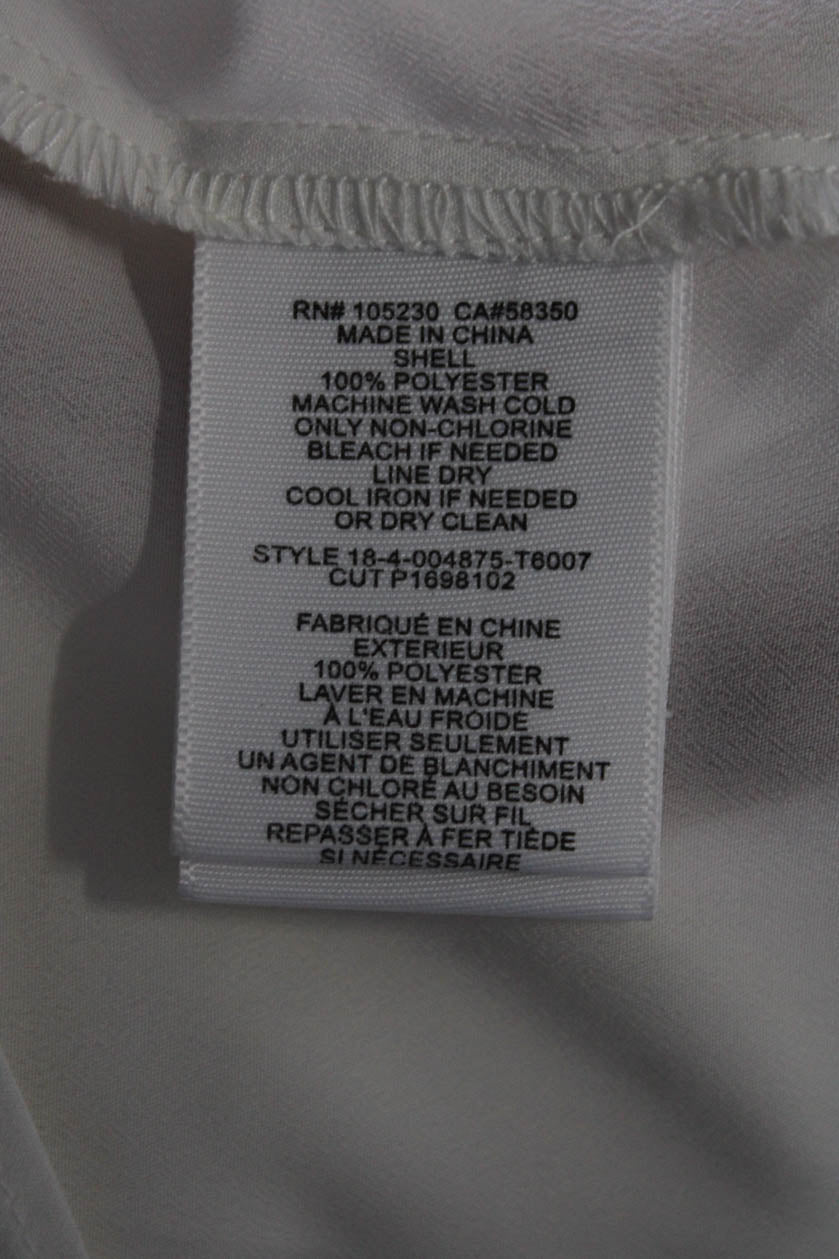 RN# 105230 CA#58350
MADE IN CHINA
SHELL
100% POLYESTER
MACHINE WASH COLD
ONLY NON-CHLORINE
BLEACH IF NEEDED
LINE DRY
COOL IRON IF NEEDED
OR DRY CLEAN
STYLE 18-4-004875-T6007
CUT P1698102
FABRIQUÉ EN CHINE
EXTERIEUR
100% POLYESTER
LAVER EN MACHINE
À L'EAU FROIDE
UTILISER SEULEMENT
UN AGENT DE BLANCHIMENT
NON CHLORÉ AU BESOIN
SÉCHER SUR FIL
REPASSER À FER TIÈDE
SI NÉCESSAIRE